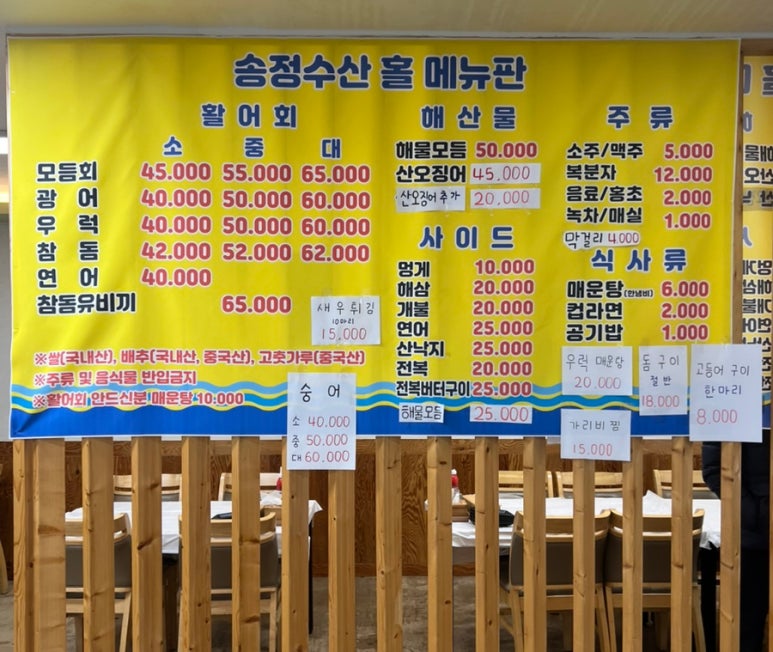 송정수산 홀 메뉴판
활어회
소 중 대
모듬회 45.000 55.000 65.000
광어 40.000 50.000 60.000
우럭 40.000 50.000 60.000
참돔 42.000 52.000 62.000
연어 40.000
참돔유비끼 65.000
새우튀김
10마리
15,000
※쌀(국내산), 배추(국내산, 중국산), 고춧가루(중국산)
※주류 및 음식물 반입금지
※활어회 안드신분 매운탕 10.000
숭어
소 40.000
중 50.000
대 60.000
해산물
해물모듬 50.000
산오징어 45.000
산오징어 추가 20,000
사이드
멍게 10.000
해삼 20.000
개불 20.000
연어 25.000
산낙지 25.000
전복 20.000
전복버터구이 25.000
해물모듬 25.000
주류
소주/맥주 5.000
복분자 12.000
음료/홍초 2.000
녹차/매실 1.000
막걸리 4.000
식사류
매운탕(한냄비) 6.000
컵라면 2.000
공기밥 1.000
우럭 매운탕
20.000
돔구이
절반
18.000
고등어 구이
한마리
8.000
가리비찜
15.000